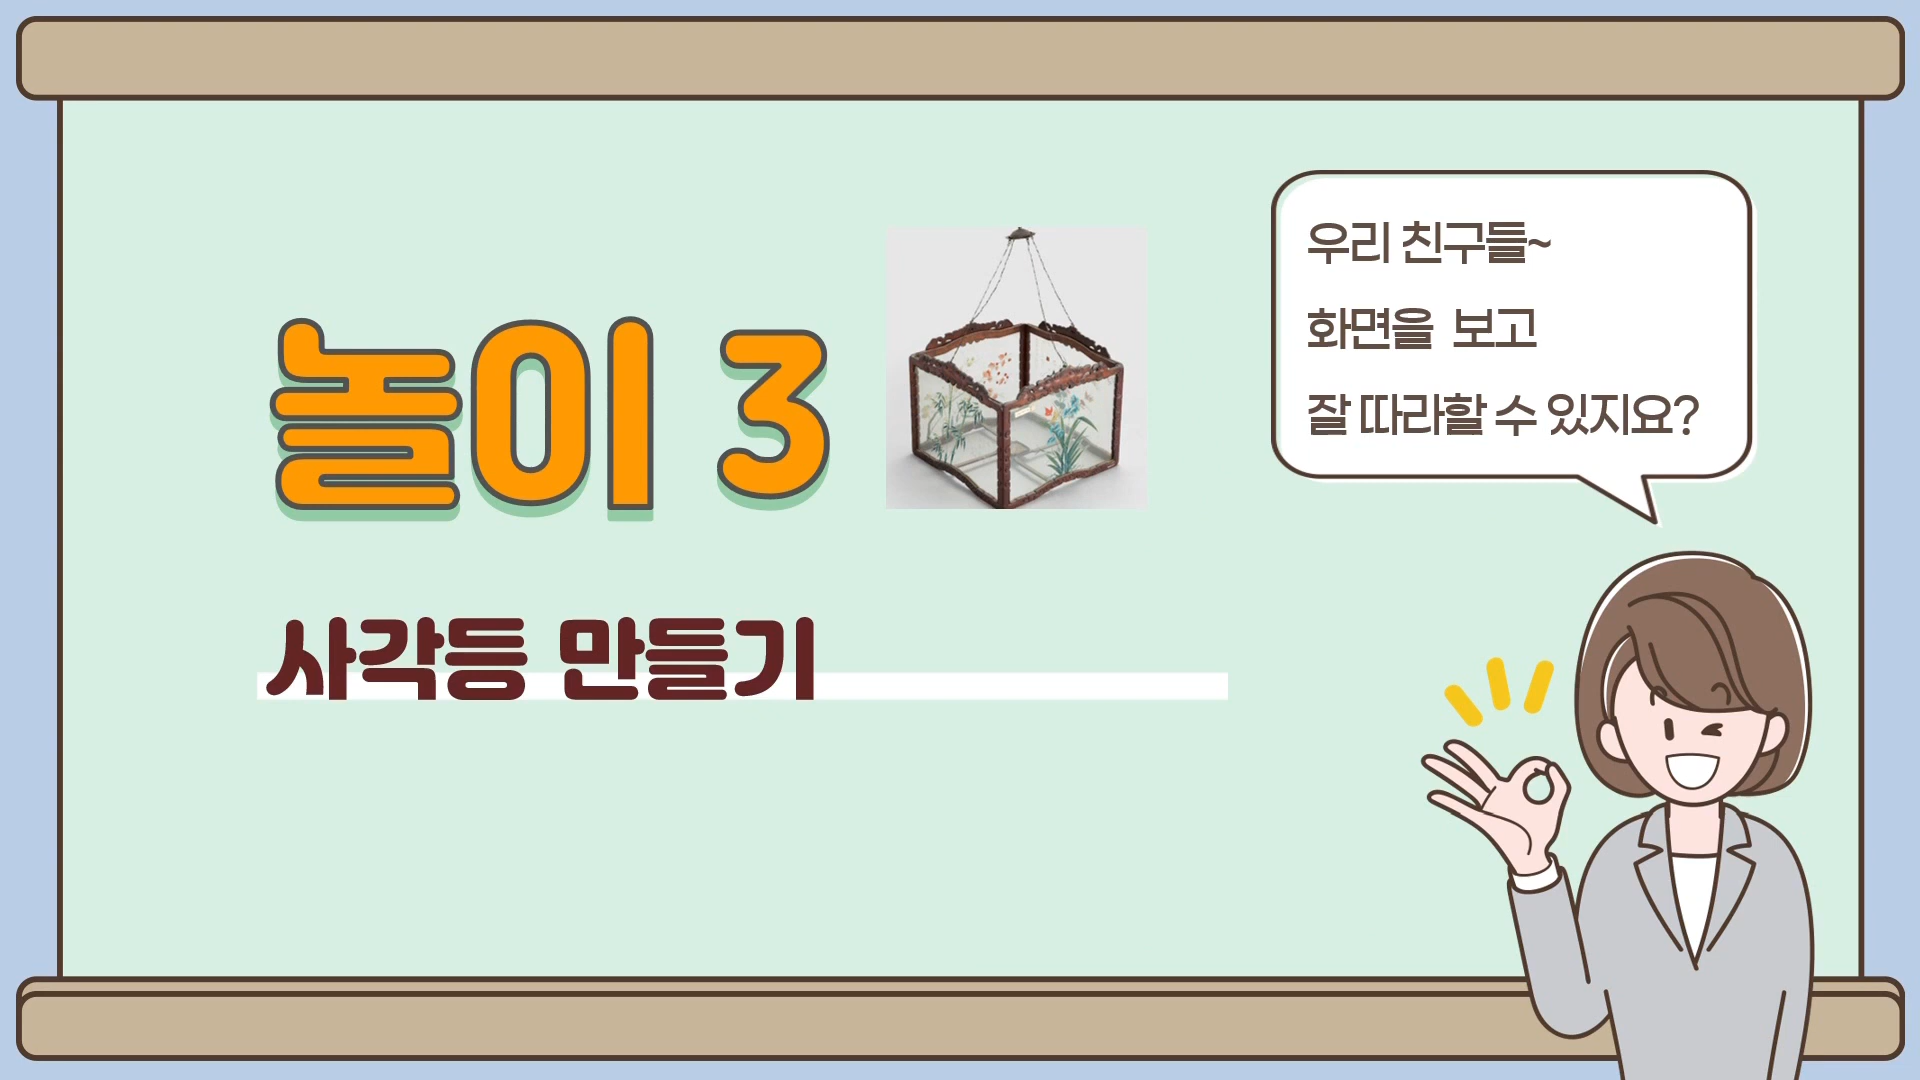 놀이 3
사각등 만들기
우리 친구들~
화면을 보고
잘 따라할 수 있지요?